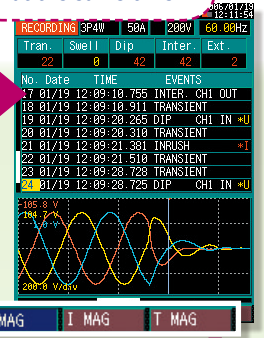 12:11:54
RECORDING 3P4W 50A 200V 60.00Hz
Tran. Swell Dip Inter. Ext.
22 0 42 42 2
No. Date TIME EVENTS
17 01/19 12:09:10.755 INTER. CH1 OUT
18 01/19 12:09:10.911 TRANSIENT
19 01/19 12:09:20.265 DIP CH1 IN *U
20 01/19 12:09:20.310 TRANSIENT
21 01/19 12:09:21.381 INRUSH *I
22 01/19 12:09:21.510 TRANSIENT
23 01/19 12:09:28.728 TRANSIENT
24 01/19 12:09:28.725 DIP CH1 IN *U
-105.8 V
104.7 V
200.0 V/div
MAG I MAG T MAG